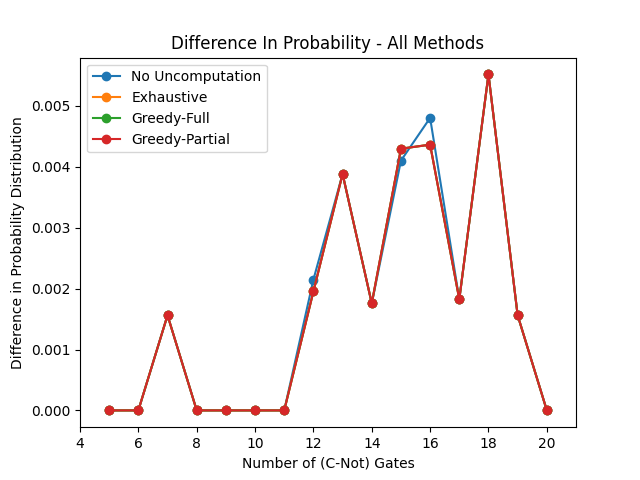 Difference In Probability - All Methods
No Uncomputation
Exhaustive
Greedy-Full
Greedy-Partial
Difference in Probability Distribution
0.005
0.004
0.003
0.002
0.001
0.000
4 6 8 10 12 14 16 18 20
Number of (C-Not) Gates